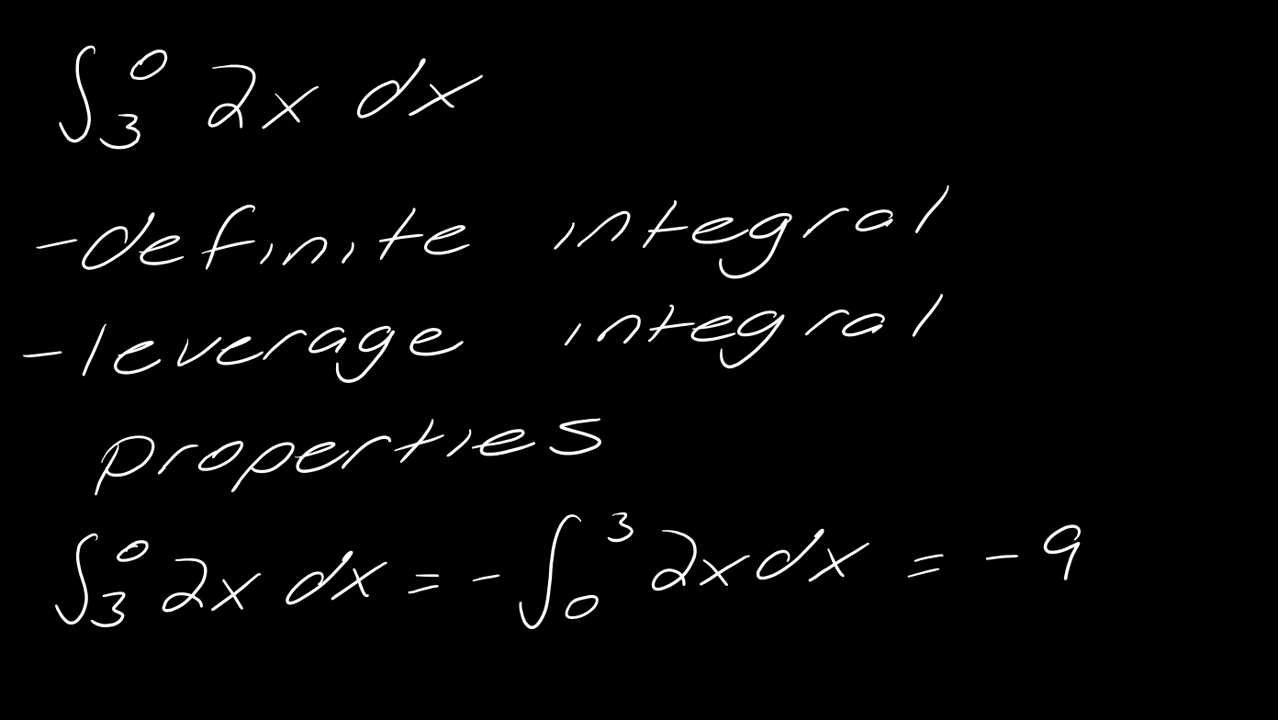 ∫₃⁰ 2x dx
-definite integral
-leverage integral
properties
∫₃⁰ 2x dx = - ∫₀³ 2x dx = -9